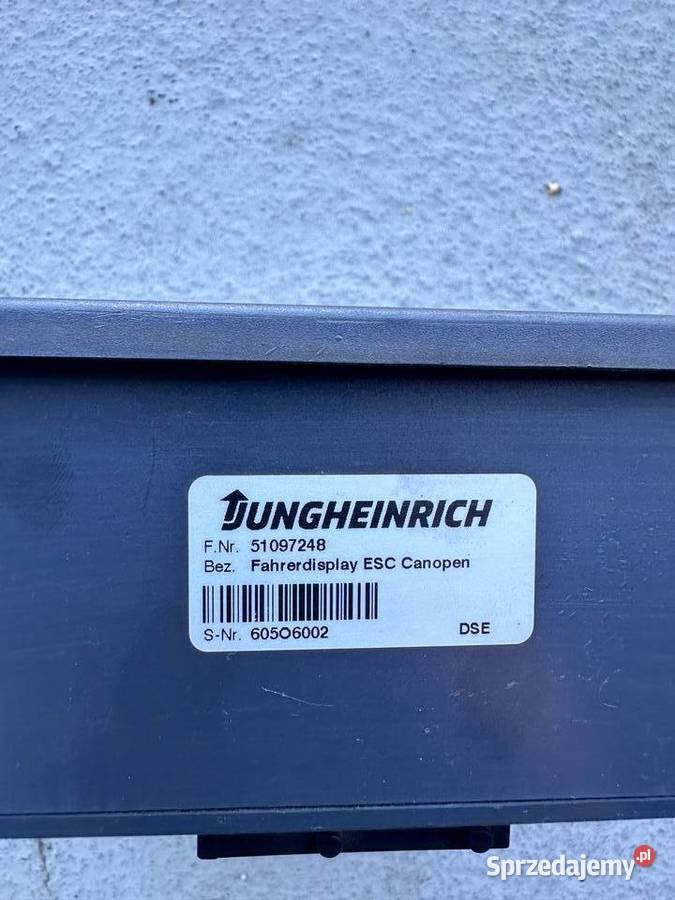 JUNGHEINRICH
F.Nr. 51097248
Bez. Fahrerdisplay ESC Canopen
S-Nr. 605O6002 DSE
Sprzedajemy.pl